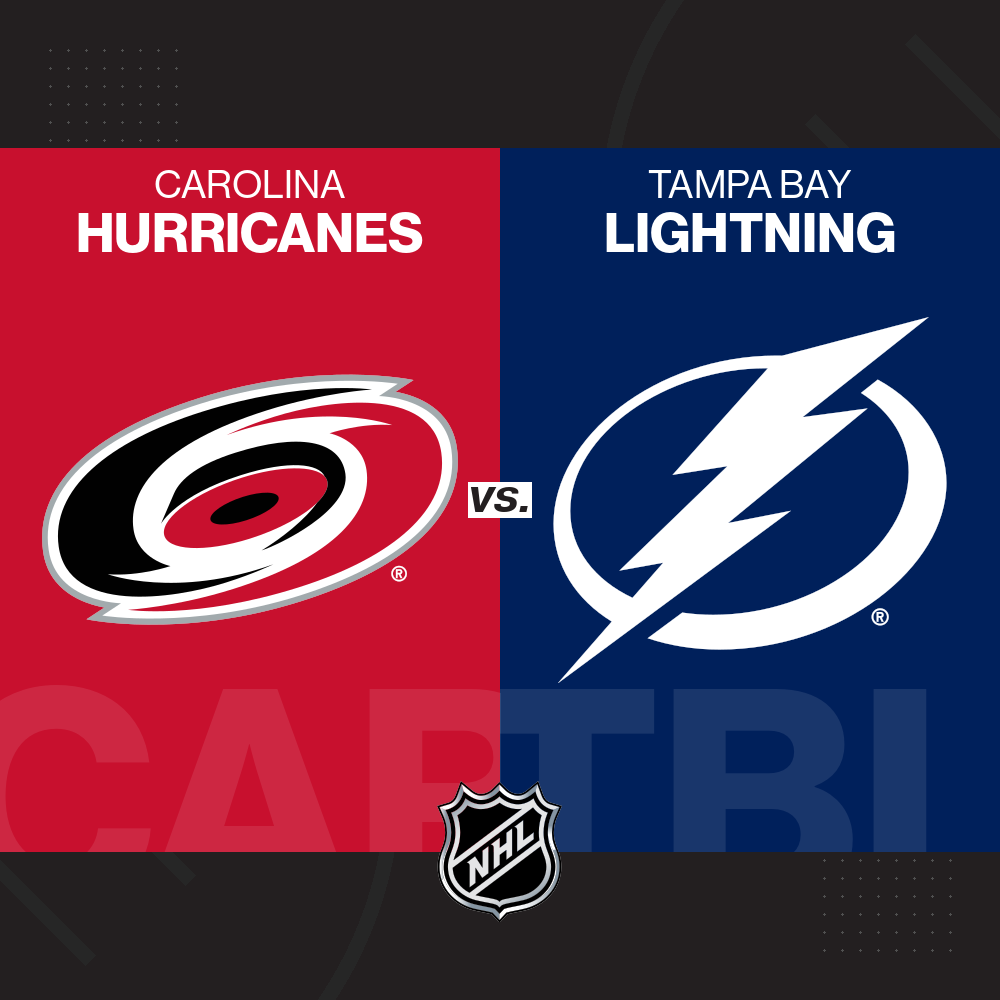 CAROLINA
HURRICANES
TAMPA BAY
LIGHTNING
vs.
®
®
CAR
TBL
NHL